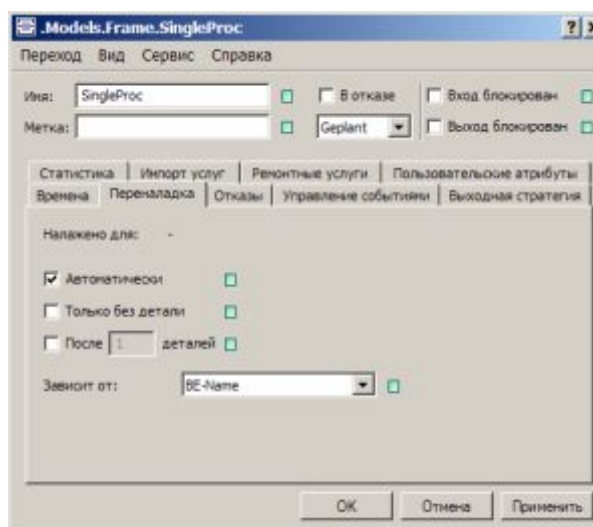 .Models.Frame.SingleProc
Переход Вид Сервис Справка
Имя: SingleProc В отказе Вход блокирован
Метка: Geplant Выход блокирован
Статистика Импорт услуг Ремонтные услуги Пользовательские атрибуты
Времена Переналадка Отказы Управление событиями Выходная стратегия
Налажено для: -
Автоматически
Только без детали
После 1 деталей
Зависит от: BE-Name
OK Отмена Применить